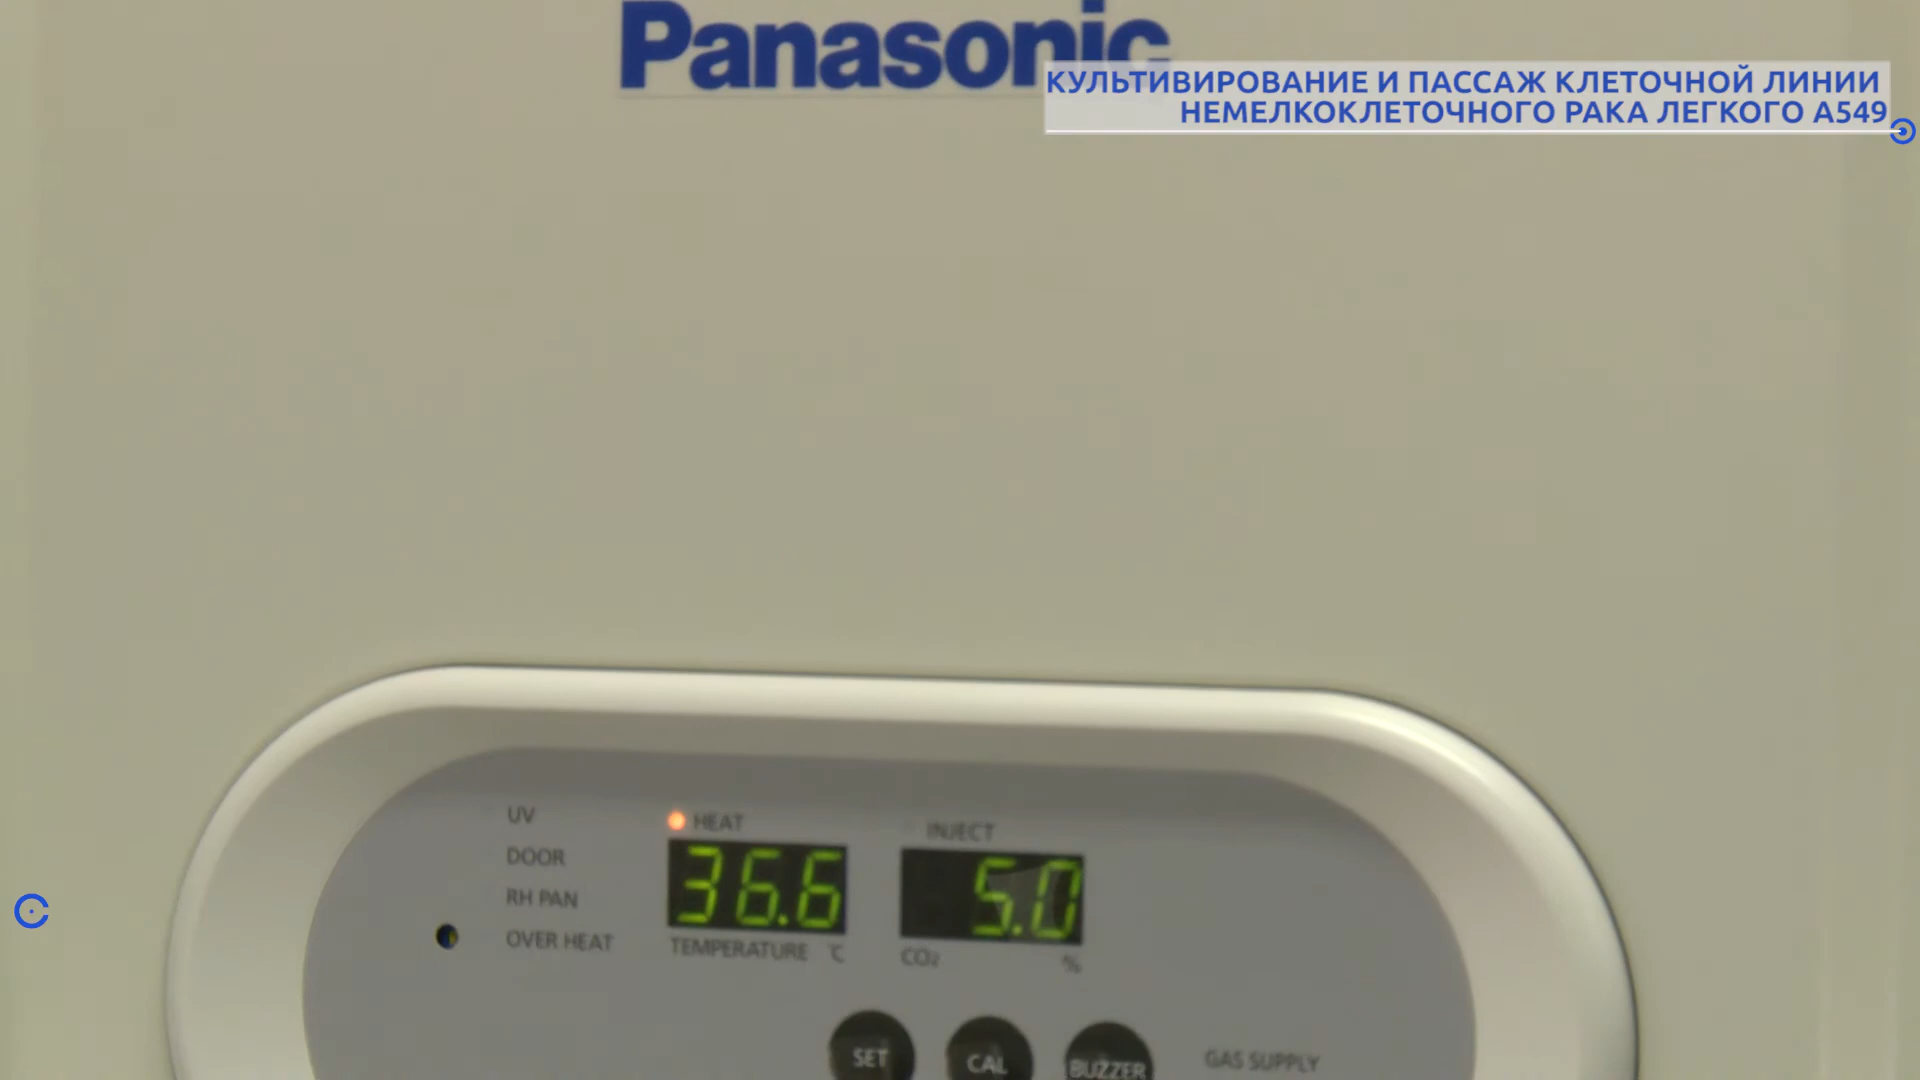 Panasonic
КУЛЬТИВИРОВАНИЕ И ПАССАЖ КЛЕТОЧНОЙ ЛИНИИ
НЕМЕЛКОКЛЕТОЧНОГО РАКА ЛЕГКОГО А549
UV
DOOR
RH PAN
OVER HEAT
HEAT
36.6
TEMPERATURE °C
INJECT
5.0
CO2 %
SET
CAL
BUZZER
GAS SUPPLY